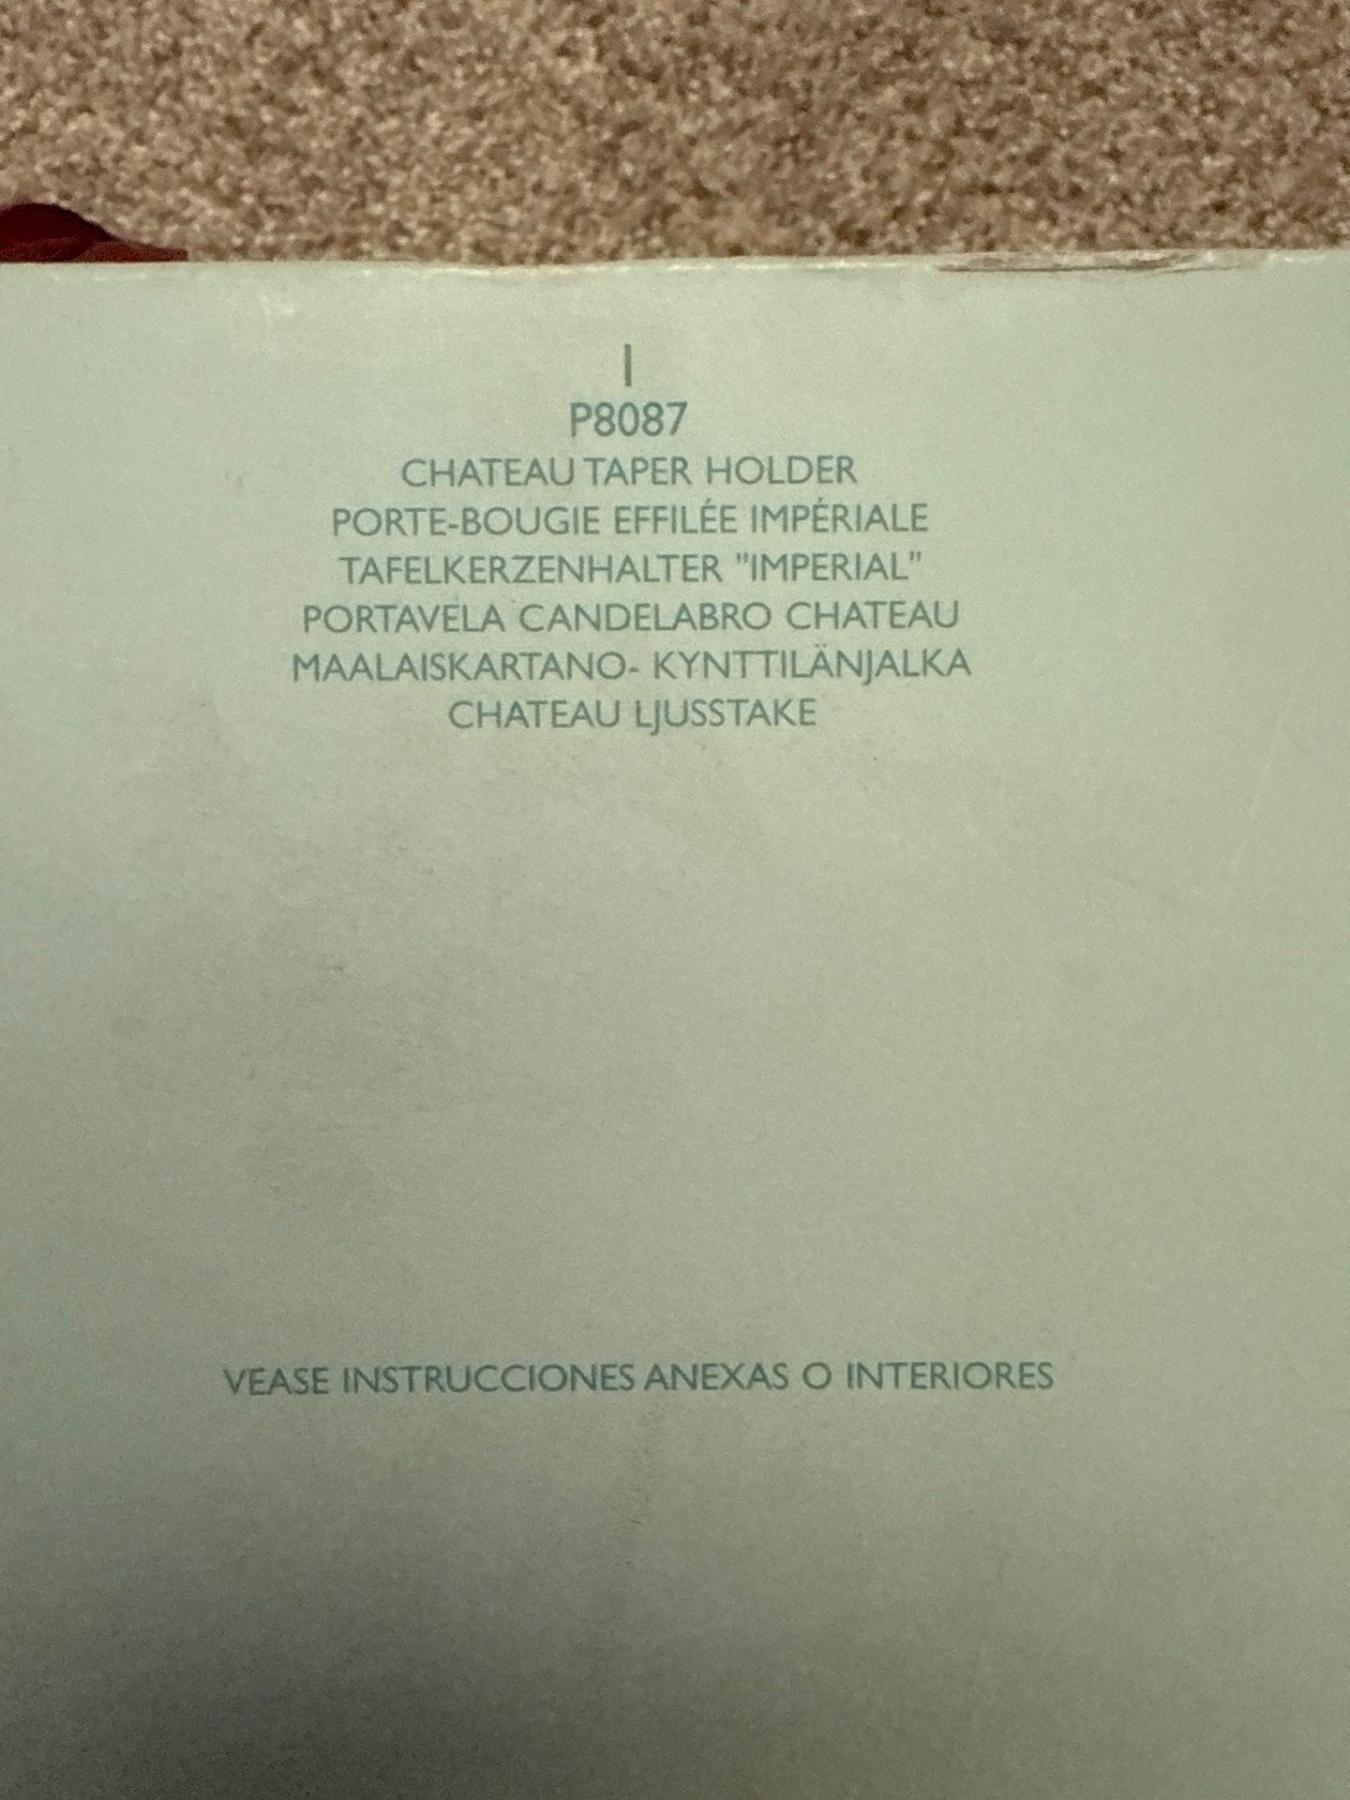 1
P8087
CHATEAU TAPER HOLDER
PORTE-BOUGIE EFFILÉE IMPÉRIALE
TAFELKERZENHALTER "IMPERIAL"
PORTAVELA CANDELABRO CHATEAU
MAALAISKARTANO- KYNTTILÄNJALKA
CHATEAU LJUSSTAKE
VEASE INSTRUCCIONES ANEXAS O INTERIORES